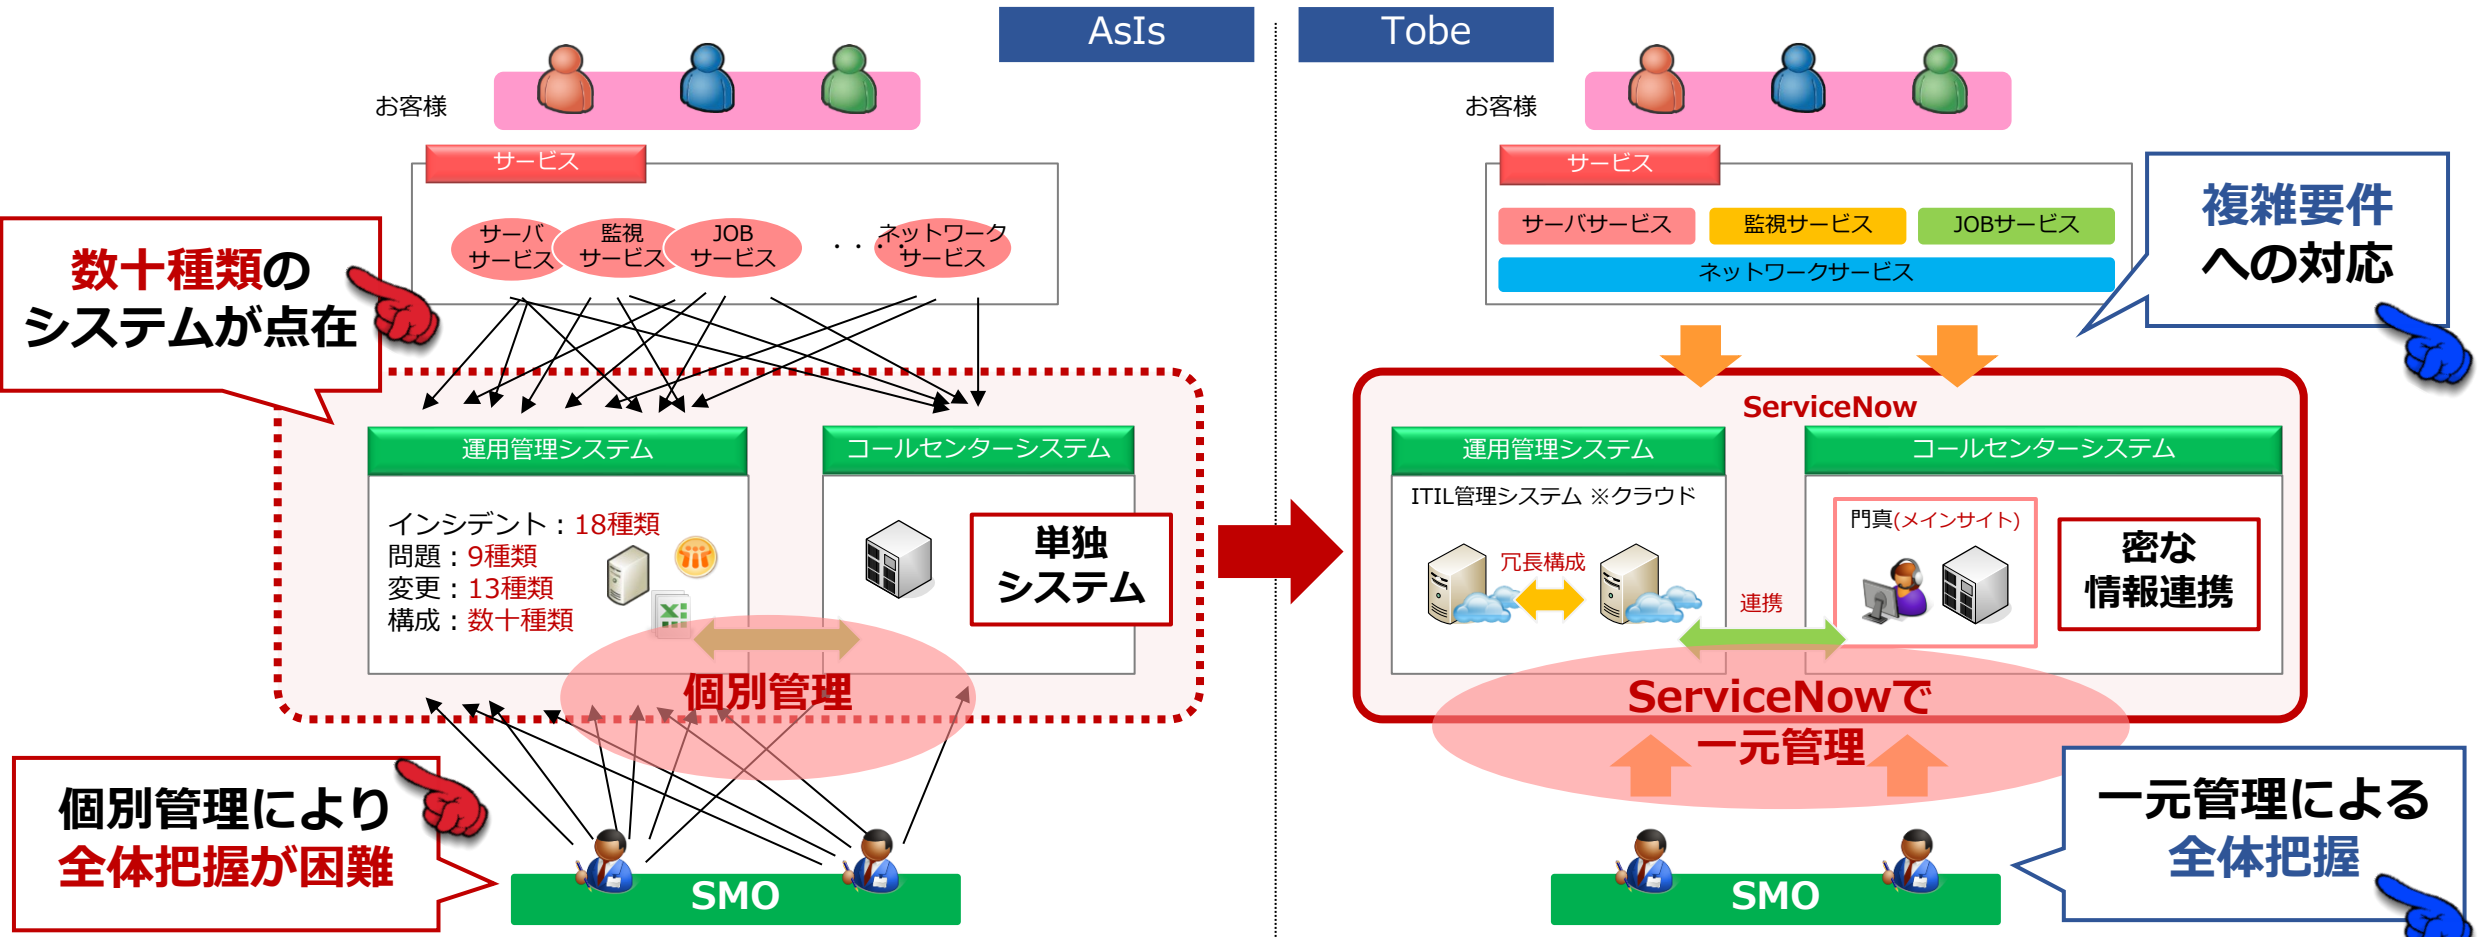 AsIs
お客様
サービス
サーバ
サービス
監視
サービス
JOB
サービス
・・・・
ネットワーク
サービス
数十種類の
システムが点在
運用管理システム
インシデント：18種類
問題：9種類
変更：13種類
構成：数十種類
コールセンターシステム
単独
システム
個別管理
個別管理により
全体把握が困難
SMO
Tobe
お客様
サービス
サーバサービス
監視サービス
JOBサービス
ネットワークサービス
複雑要件
への対応
ServiceNow
運用管理システム
ITIL管理システム ※クラウド
冗長構成
連携
コールセンターシステム
門真(メインサイト)
密な
情報連携
ServiceNowで
一元管理
一元管理による
全体把握
SMO